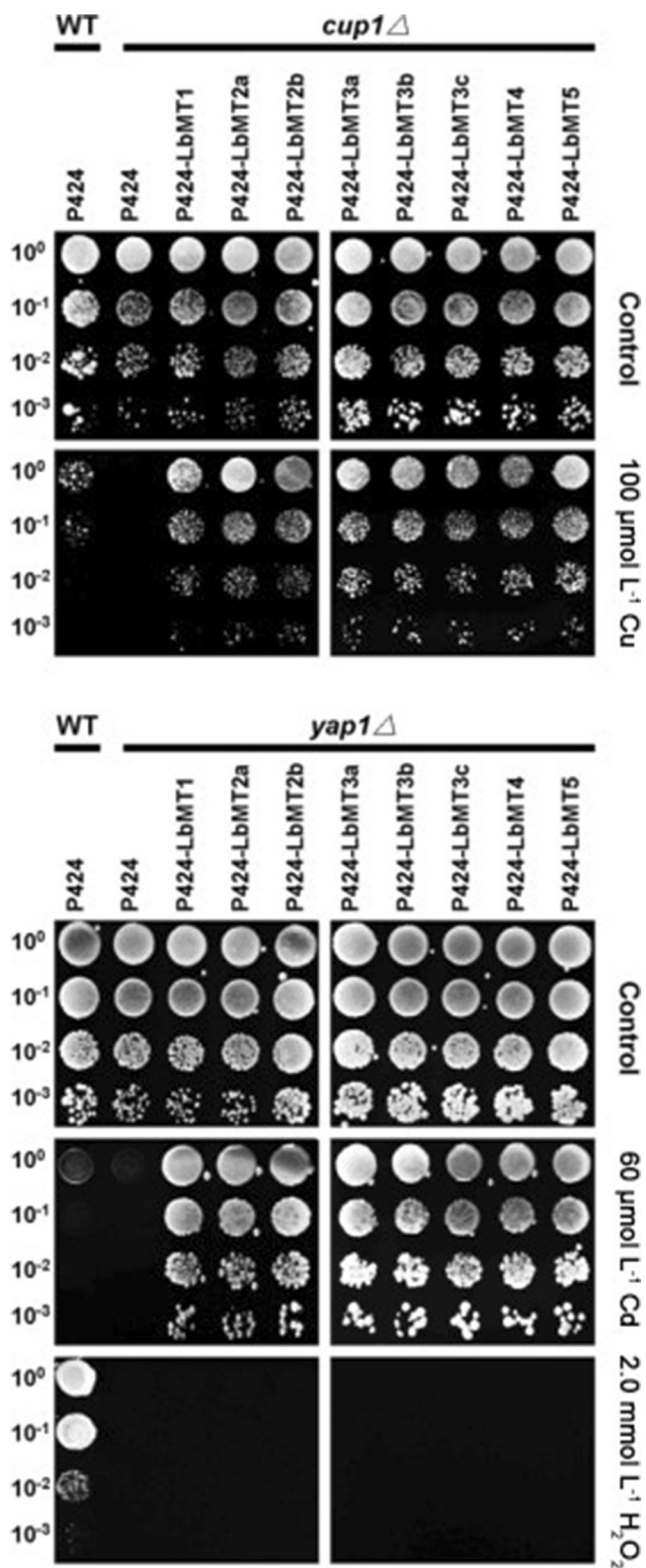 WT cup1△
P424
P424
P424-LbMT1
P424-LbMT2a
P424-LbMT2b
P424-LbMT3a
P424-LbMT3b
P424-LbMT3c
P424-LbMT4
P424-LbMT5
10⁰
10⁻¹
10⁻²
10⁻³
Control
10⁰
10⁻¹
10⁻²
10⁻³
100 µmol L⁻¹ Cu
WT yap1△
P424
P424
P424-LbMT1
P424-LbMT2a
P424-LbMT2b
P424-LbMT3a
P424-LbMT3b
P424-LbMT3c
P424-LbMT4
P424-LbMT5
10⁰
10⁻¹
10⁻²
10⁻³
Control
10⁰
10⁻¹
10⁻²
10⁻³
60 µmol L⁻¹ Cd
10⁰
10⁻¹
10⁻²
10⁻³
2.0 mmol L⁻¹ H₂O₂